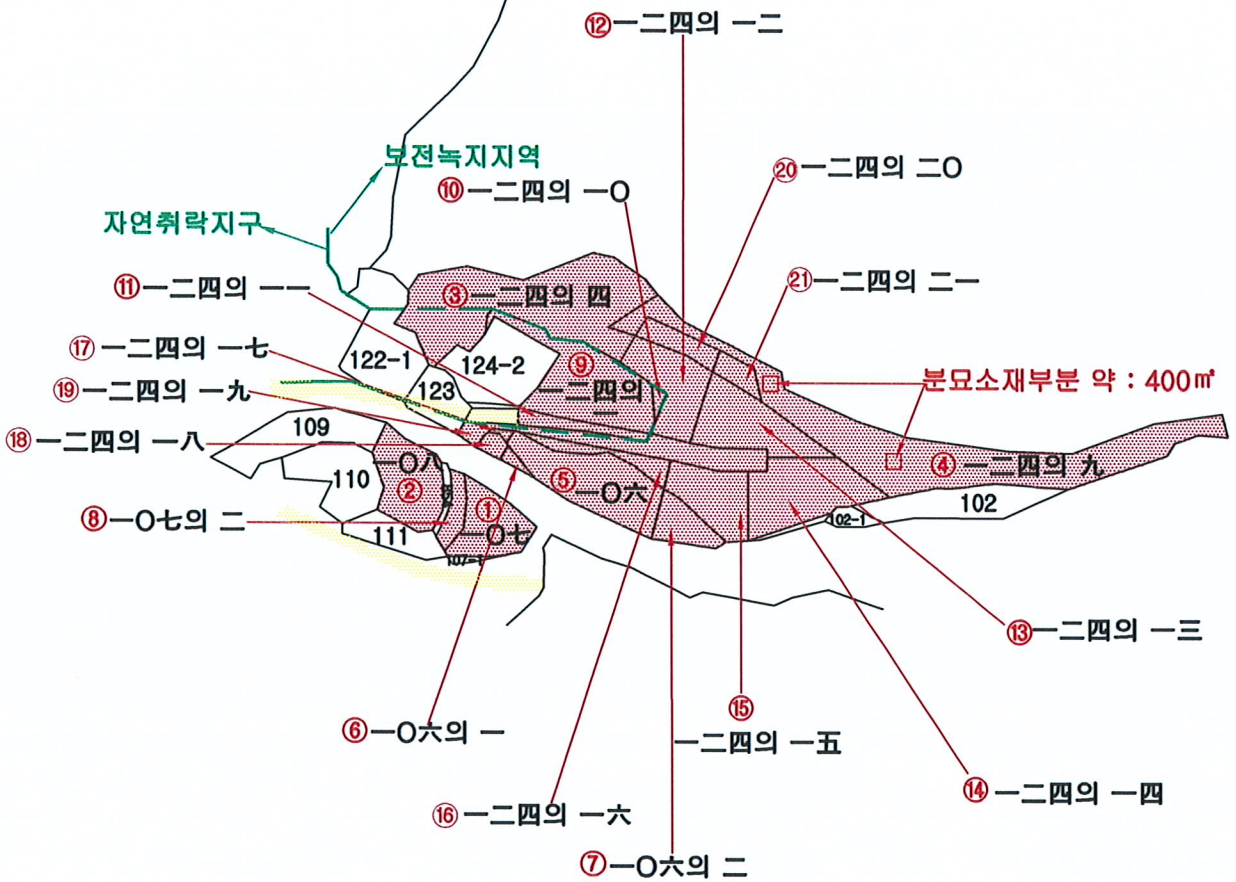 ⑫一二四의 一二
보전녹지지역
⑩一二四의 一O
⑳一二四의 二O
자연취락지구
⑪一二四의 一一
③一二四의 四
㉑一二四의 二一
⑰一二四의 一七
122-1
124-2
⑨
一二四의
一
123
⑲一二四의 一九
분묘소재부분 약 : 400㎡
⑱一二四의 一八
109
一O八
②
110
⑤一O六
④一二四의 九
102
102-1
⑧一O七의 二
①
一O七
111
107-1
⑬一二四의 一三
⑥一O六의 一
⑮
一二四의 一五
⑭一二四의 一四
⑯一二四의 一六
⑦一O六의 二